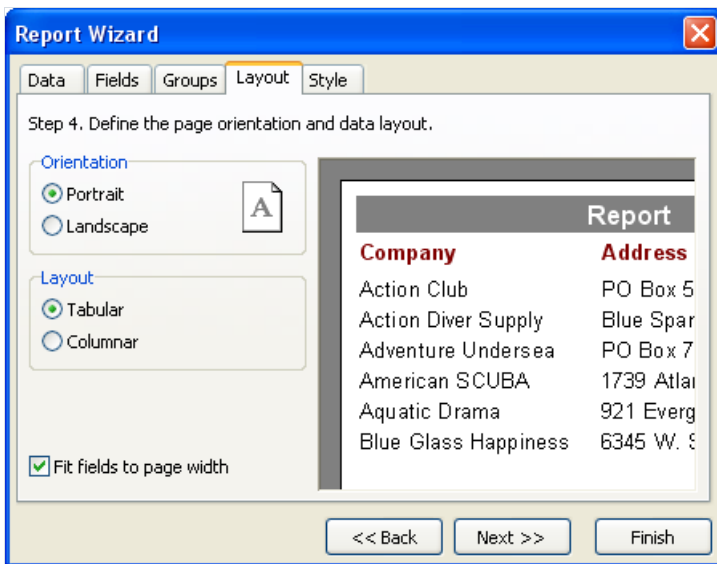 Report Wizard
Data Fields Groups Layout Style
Step 4. Define the page orientation and data layout.
Orientation
Portrait
Landscape
A
Layout
Tabular
Columnar
Fit fields to page width
Report
Company Address
Action Club PO Box 5
Action Diver Supply Blue Spar
Adventure Undersea PO Box 7
American SCUBA 1739 Atla
Aquatic Drama 921 Everg
Blue Glass Happiness 6345 W. S
<< Back Next >> Finish